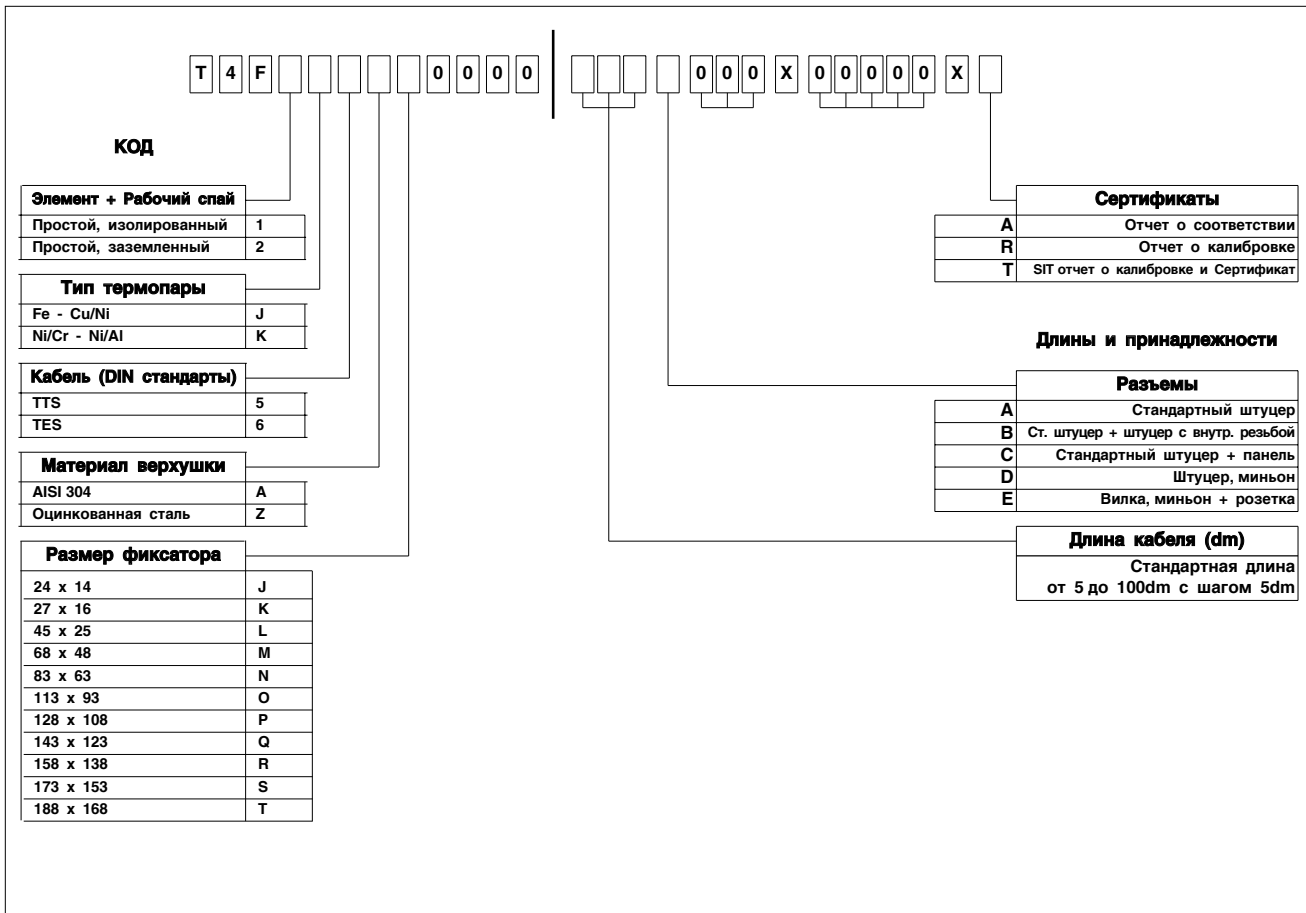 T 4 F 0 0 0 0 0 0 0 X 0 0 0 0 0 X
КОД
Элемент + Рабочий спай
Простой, изолированный 1
Простой, заземленный 2
Тип термопары
Fe - Cu/Ni J
Ni/Cr - Ni/Al K
Кабель (DIN стандарты)
TTS 5
TES 6
Материал верхушки
AISI 304 A
Оцинкованная сталь Z
Размер фиксатора
24 x 14 J
27 x 16 K
45 x 25 L
68 x 48 M
83 x 63 N
113 x 93 O
128 x 108 P
143 x 123 Q
158 x 138 R
173 x 153 S
188 x 168 T
Сертификаты
A Отчет о соответствии
R Отчет о калибровке
T SIT отчет о калибровке и Сертификат
Длины и принадлежности
Разъемы
A Стандартный штуцер
B Ст. штуцер + штуцер с внутр. резьбой
C Стандартный штуцер + панель
D Штуцер, миньон
E Вилка, миньон + розетка
Длина кабеля (dm)
Стандартная длина
от 5 до 100dm с шагом 5dm